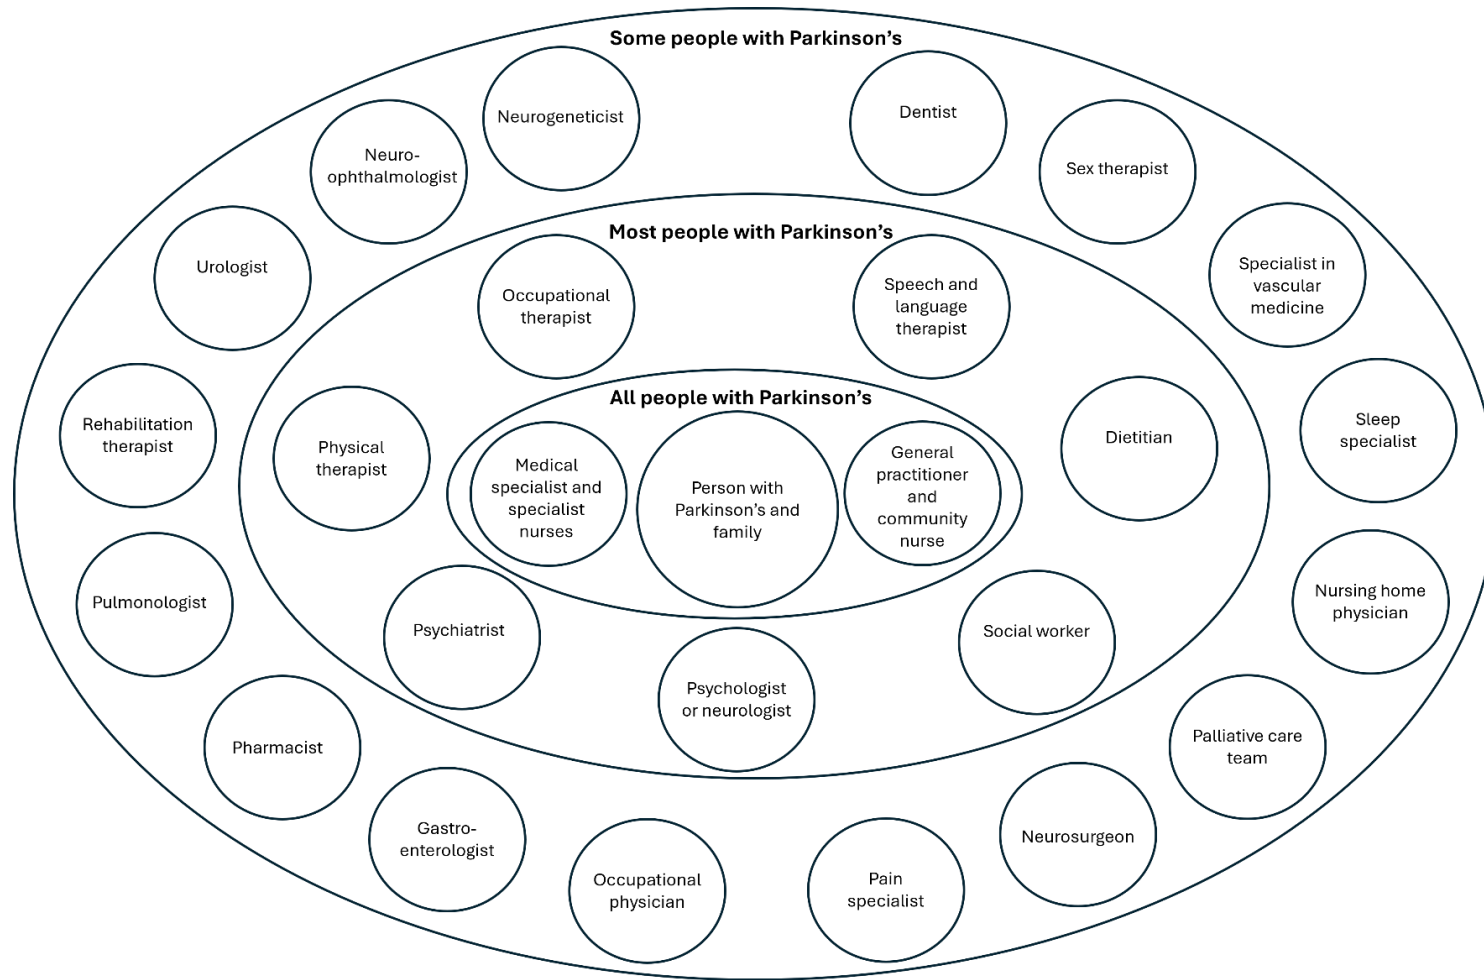 Some people with Parkinson’s
Neurogeneticist
Dentist
Neuro-
ophthalmologist
Sex therapist
Urologist
Specialist in
vascular
medicine
Rehabilitation
therapist
Sleep
specialist
Pulmonologist
Nursing home
physician
Pharmacist
Palliative care
team
Gastro-
enterologist
Neurosurgeon
Occupational
physician
Pain
specialist
Most people with Parkinson’s
Occupational
therapist
Speech and
language
therapist
Physical
therapist
Dietitian
Psychiatrist
Social worker
Psychologist
or neurologist
All people with Parkinson’s
Medical
specialist and
specialist
nurses
Person with
Parkinson’s and
family
General
practitioner
and
community
nurse